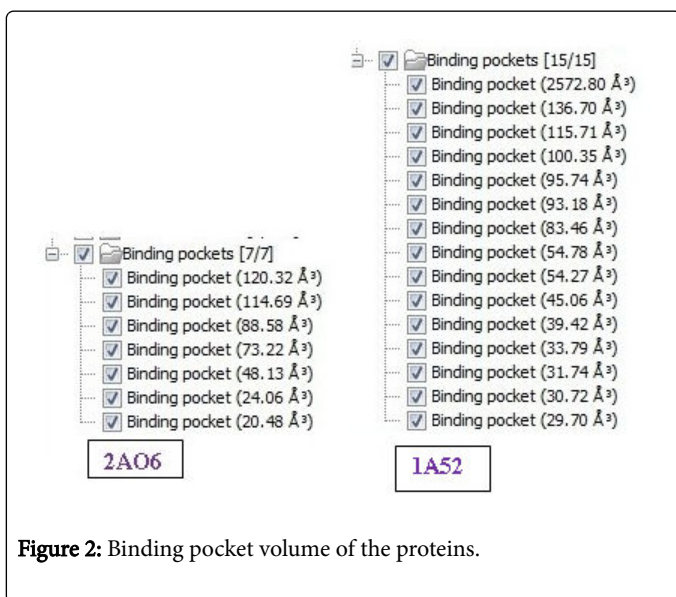 Binding pockets [7/7]
Binding pocket (120.32 Å³)
Binding pocket (114.69 Å³)
Binding pocket (88.58 Å³)
Binding pocket (73.22 Å³)
Binding pocket (48.13 Å³)
Binding pocket (24.06 Å³)
Binding pocket (20.48 Å³)
2AO6
Binding pockets [15/15]
Binding pocket (2572.80 Å³)
Binding pocket (136.70 Å³)
Binding pocket (115.71 Å³)
Binding pocket (100.35 Å³)
Binding pocket (95.74 Å³)
Binding pocket (93.18 Å³)
Binding pocket (83.46 Å³)
Binding pocket (54.78 Å³)
Binding pocket (54.27 Å³)
Binding pocket (45.06 Å³)
Binding pocket (39.42 Å³)
Binding pocket (33.79 Å³)
Binding pocket (31.74 Å³)
Binding pocket (30.72 Å³)
Binding pocket (29.70 Å³)
1A52
Figure 2: Binding pocket volume of the proteins.